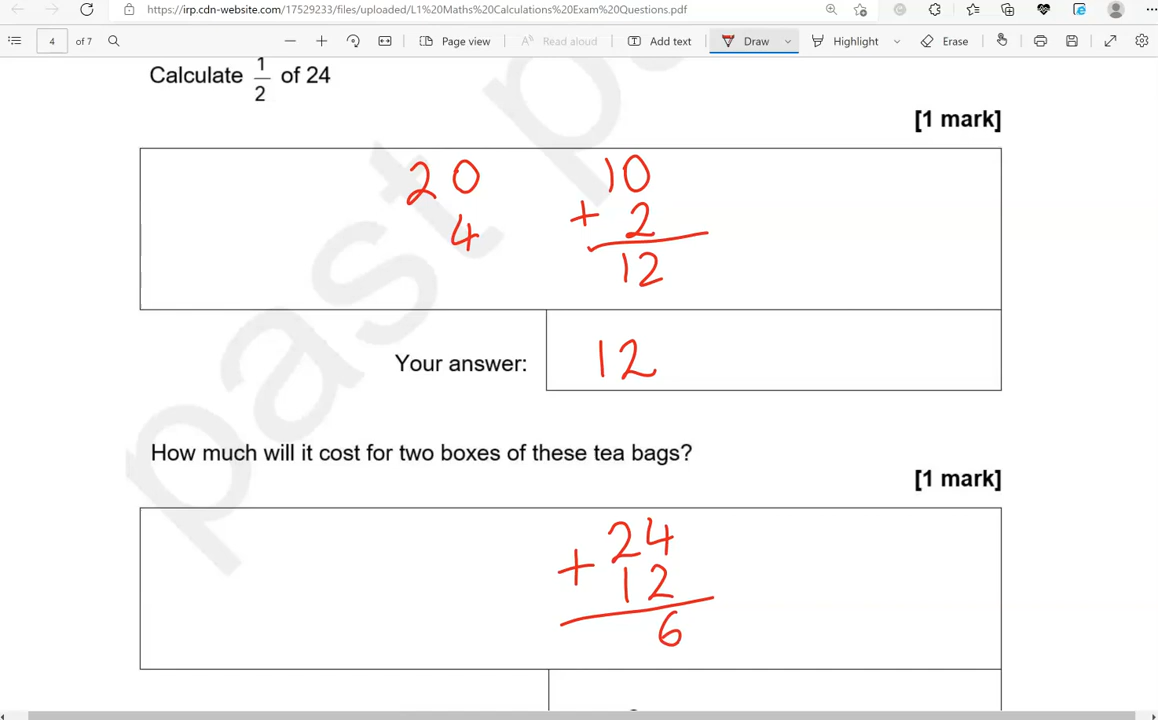 https://irp.cdn-website.com/17529233/files/uploaded/L1%20Maths%20Calculations%20Exam%20Questions.pdf
4 of 7 Page view Read aloud Add text Draw Highlight Erase
Calculate 1/2 of 24
[1 mark]
20 10
4 + 2
12
Your answer: 12
How much will it cost for two boxes of these tea bags?
[1 mark]
24
+ 12
6
past p